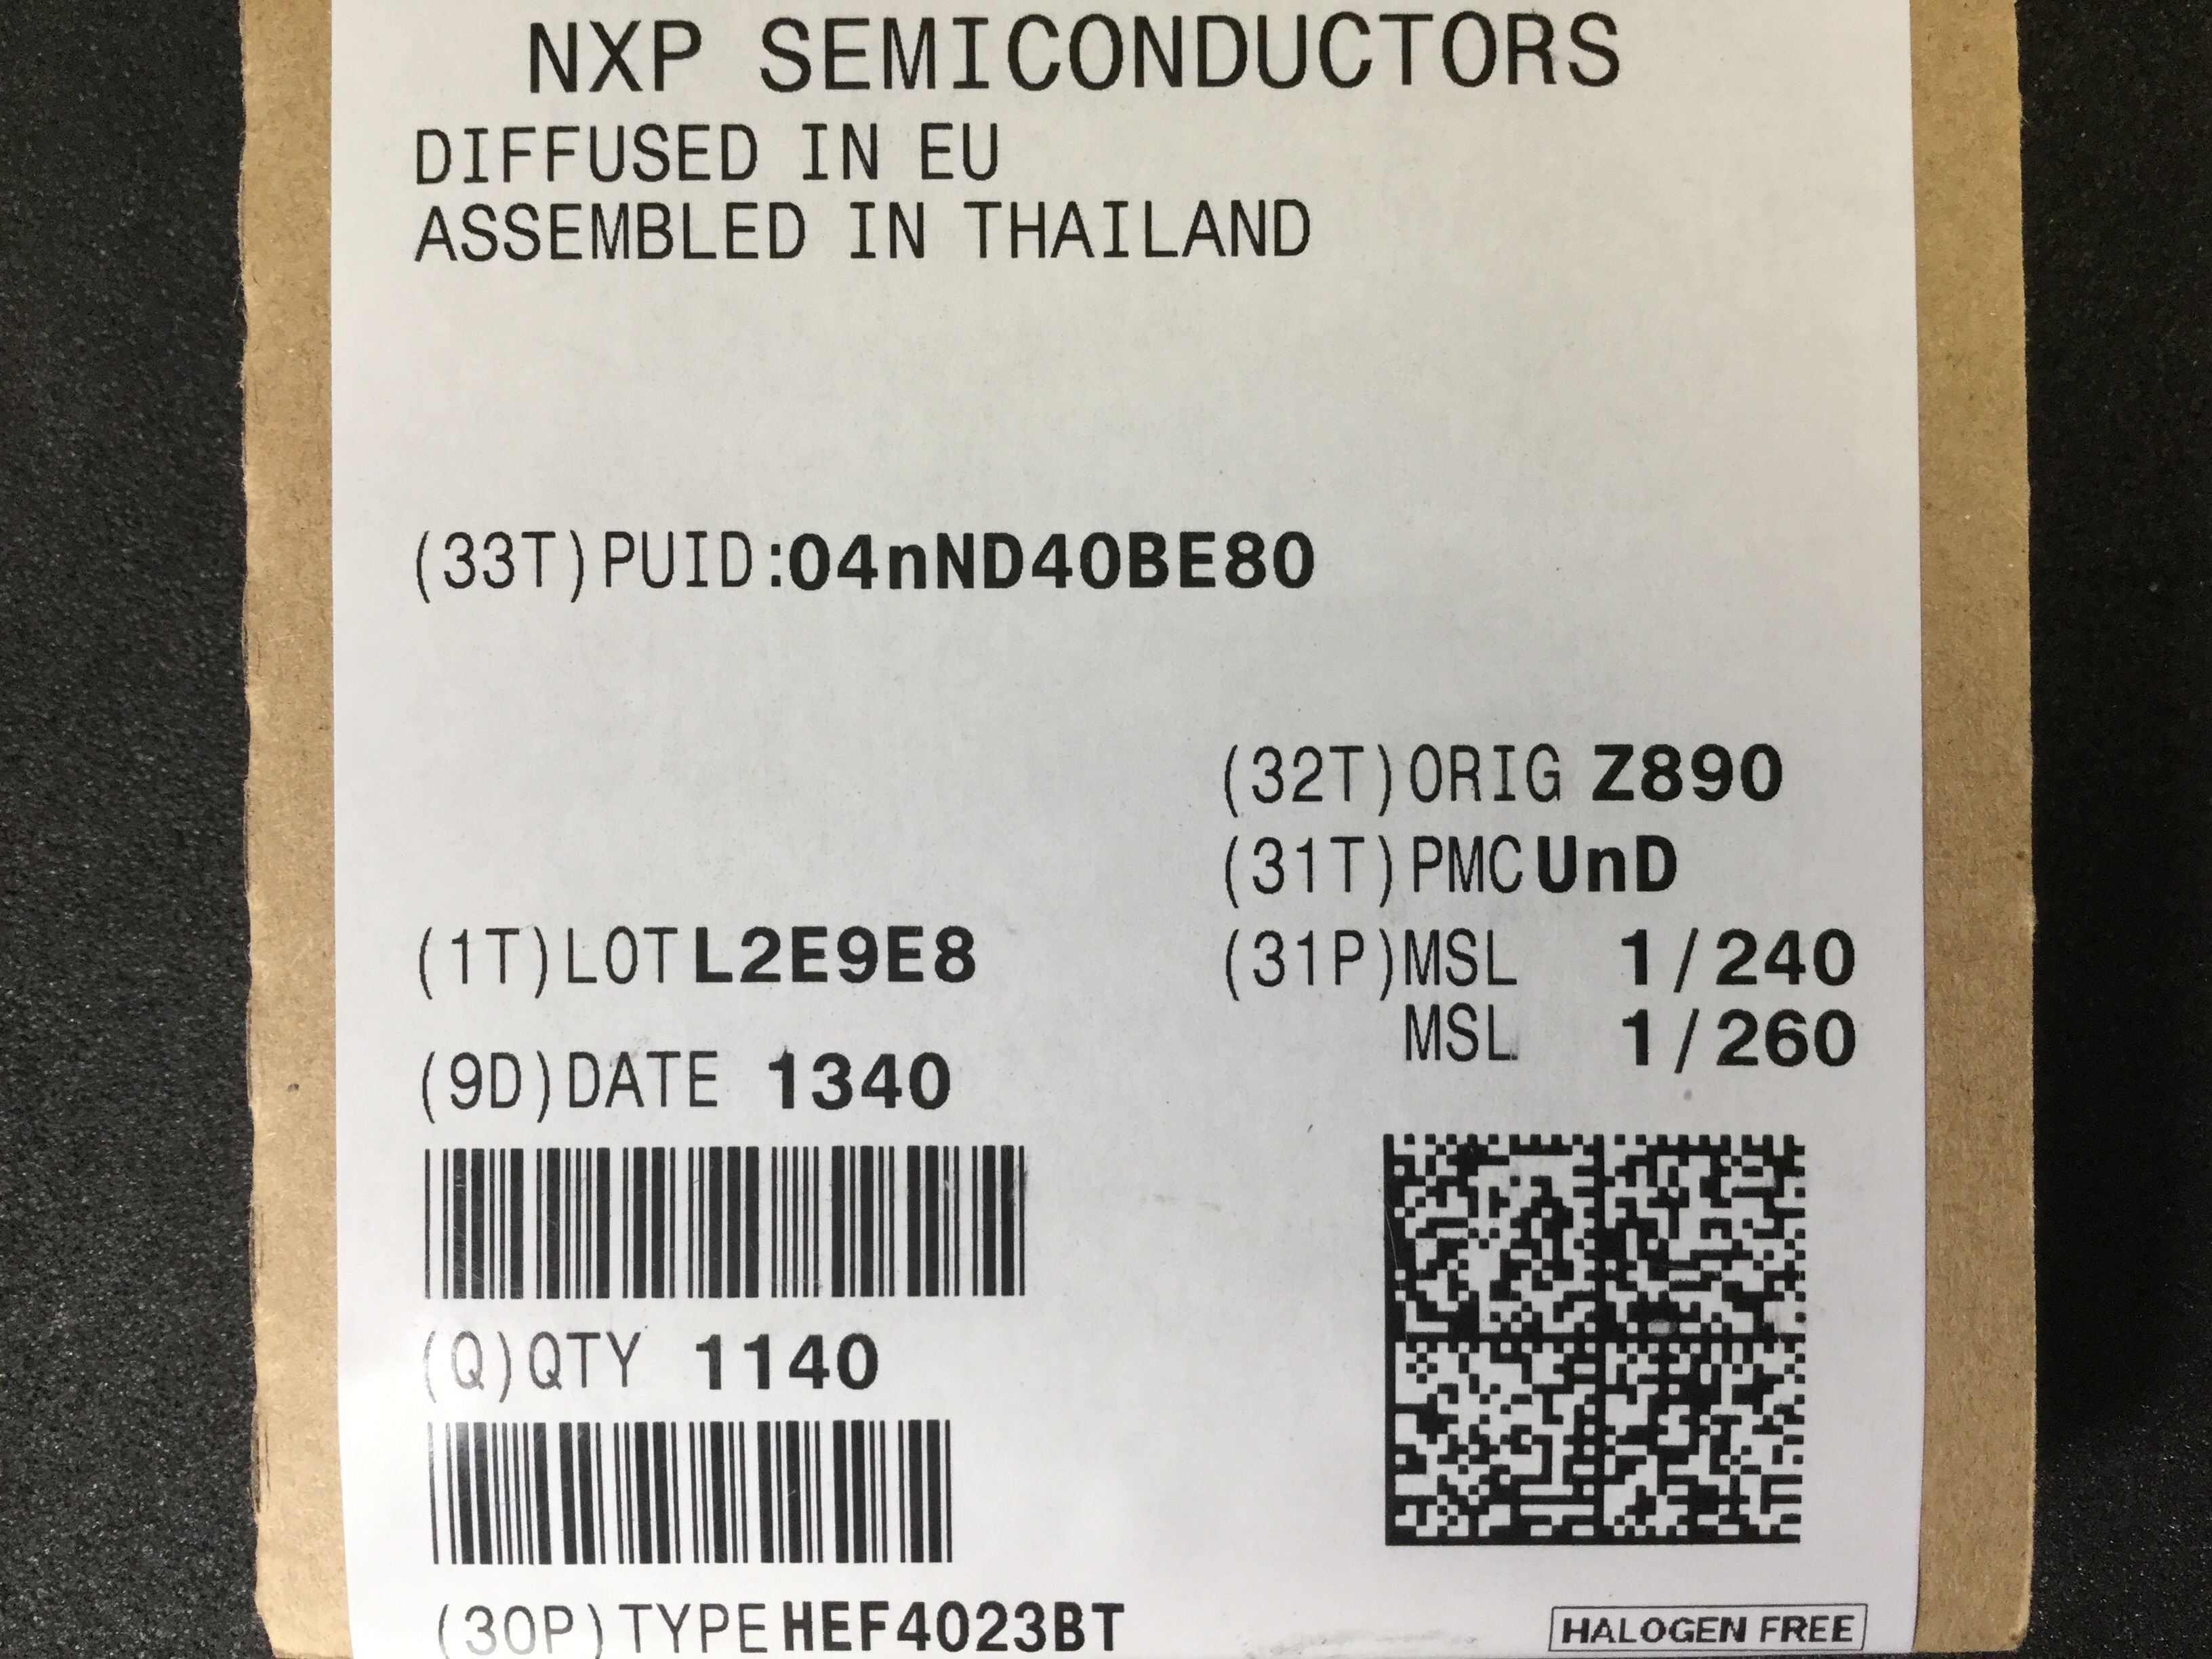 NXP SEMICONDUCTORS
DIFFUSED IN EU
ASSEMBLED IN THAILAND
(33T)PUID:04nND40BE80
(32T)ORIG Z890
(31T)PMC UnD
(1T)LOT L2E9E8
(31P)MSL 1/240
MSL 1/260
(9D)DATE 1340
(Q)QTY 1140
(30P)TYPE HEF4023BT
HALOGEN FREE